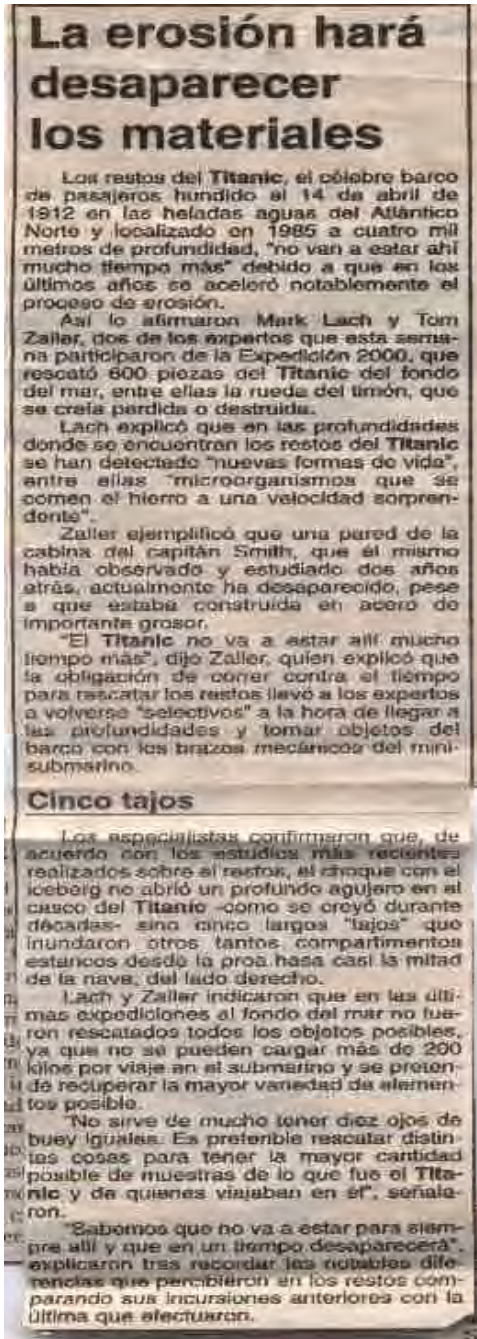 La erosión hará
desaparecer
los materiales
Los restos del Titanic, el célebre barco
de pasajeros hundido el 14 de abril de
1912 en las heladas aguas del Atlántico
Norte y localizado en 1985 a cuatro mil
metros de profundidad, "no van a estar ahí
mucho tiempo más" debido a que en los
últimos años se aceleró notablemente el
proceso de erosión.
Así lo afirmaron Mark Lach y Tom
Zaller, dos de los expertos que esta sema-
na participaron de la Expedición 2000, que
rescató 600 piezas del Titanic del fondo
del mar, entre ellas la rueda del timón, que
se creía perdida o destruida.
Lach explicó que en las profundidades
donde se encuentran los restos del Titanic
se han detectado "nuevas formas de vida",
entre ellas "microorganismos que se
comen el hierro a una velocidad sorpren-
dente".
Zaller ejemplificó que una pared de la
cabina del capitán Smith, que él mismo
había observado y estudiado dos años
atrás, actualmente ha desaparecido, pese
a que estaba construida en acero de
importante grosor.
"El Titanic no va a estar allí mucho
tiempo más", dijo Zaller, quien explicó que
la obligación de correr contra el tiempo
para rescatar los restos llevó a los expertos
a volverse "selectivos" a la hora de llegar a
las profundidades y tomar objetos del
barco con los brazos mecánicos del mini-
submarino.
Cinco tajos
Los especialistas confirmaron que, de
acuerdo con los estudios más recientes
realizados sobre el restos, el choque con el
iceberg no abrió un profundo agujero en el
casco del Titanic -como se creyó durante
décadas- sino cinco largos "tajos" que
inundaron otros tantos compartimentos
estancos desde la proa hasa casi la mitad
de la nave, del lado derecho.
Lach y Zaller indicaron que en las últi-
mas expediciones al fondo del mar no fue-
ron rescatados todos los objetos posibles,
ya que no se pueden cargar más de 200
kilos por viaje en el submarino y se preten-
de recuperar la mayor variedad de elemen-
tos posible.
"No sirve de mucho tener diez ojos de
buey iguales. Es preferible rescatar distin-
tas cosas para tener la mayor cantidad
posible de muestras de lo que fue el Tita-
nic y de quienes viajaban en él", señala-
ron.
"Sabemos que no va a estar para siem-
pre allí y que en un tiempo desaparecerá",
explicaron tras recordar las notables dife-
rencias que percibieron en los restos com-
parando sus incursiones anteriores con la
última que efectuaron.